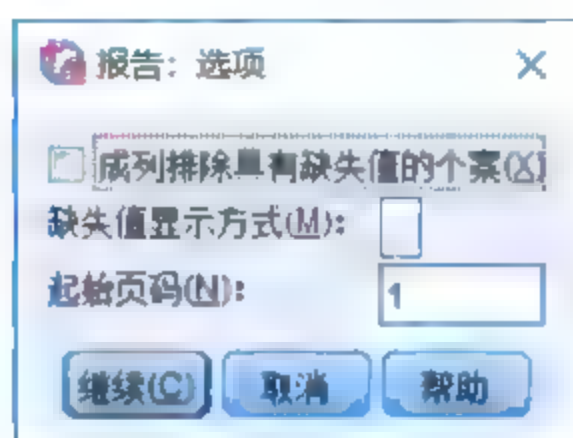 报告：选项
成列排除具有缺失值的个案(X)
缺失值显示方式(M)：
起始页码(N)：
1
继续(C) 取消 帮助